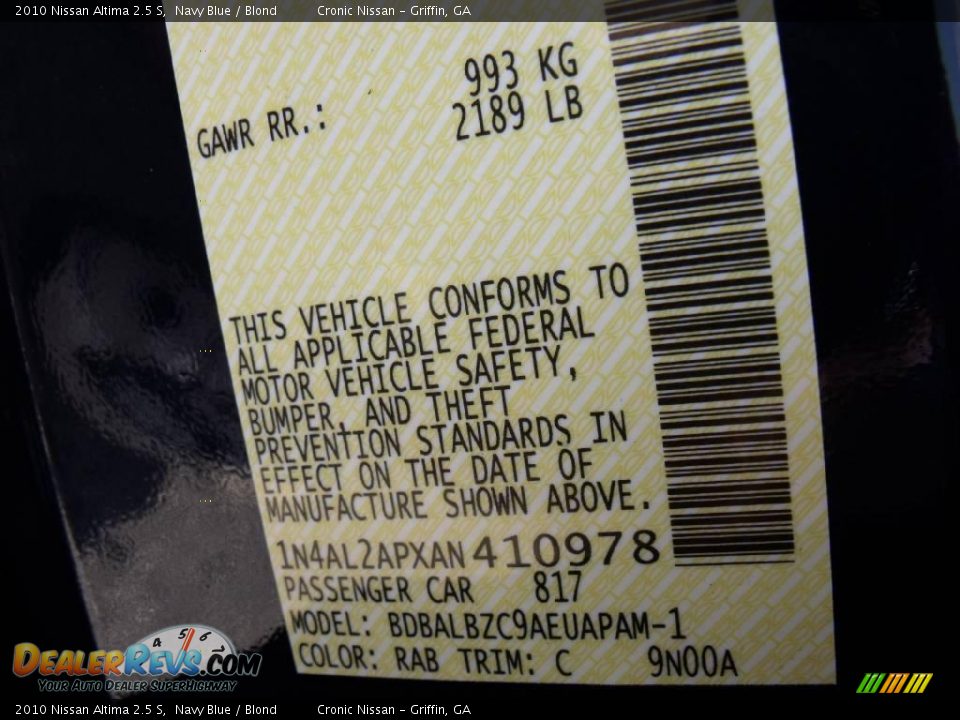 2010 Nissan Altima 2.5 S,  Navy Blue / Blond        Cronic Nissan - Griffin, GA
993 KG
GAWR RR.: 2189 LB
THIS VEHICLE CONFORMS TO
ALL APPLICABLE FEDERAL
MOTOR VEHICLE SAFETY,
BUMPER, AND THEFT
PREVENTION STANDARDS IN
EFFECT ON THE DATE OF
MANUFACTURE SHOWN ABOVE.
1N4AL2APXAN410978
PASSENGER CAR 817
MODEL: BDBALBZC9AEUAPAM-1
COLOR: RAB TRIM: C 9N00A
4 5 6
DEALERREVS.COM
YOUR AUTO DEALER SUPERHIGHWAY
2010 Nissan Altima 2.5 S,  Navy Blue / Blond        Cronic Nissan - Griffin, GA